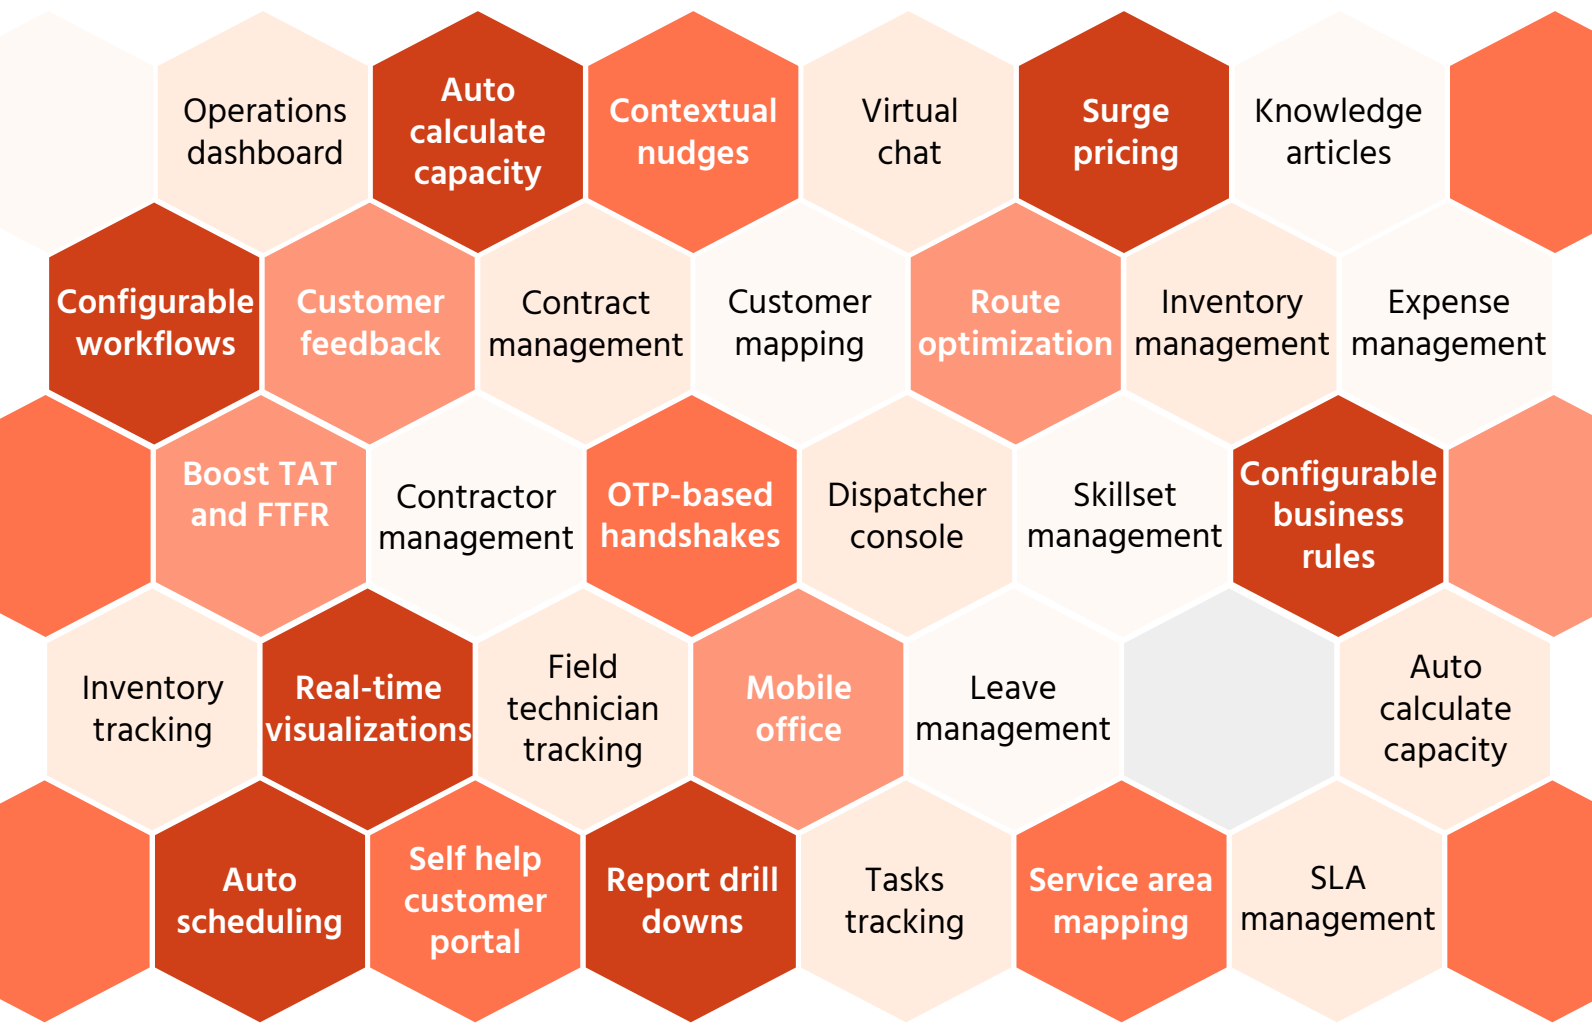 Operations
dashboard
Auto
calculate
capacity
Contextual
nudges
Virtual
chat
Surge
pricing
Knowledge
articles
Configurable
workflows
Customer
feedback
Contract
management
Customer
mapping
Route
optimization
Inventory
management
Expense
management
Boost TAT
and FTFR
Contractor
management
OTP-based
handshakes
Dispatcher
console
Skillset
management
Configurable
business
rules
Inventory
tracking
Real-time
visualizations
Field
technician
tracking
Mobile
office
Leave
management
Auto
calculate
capacity
Auto
scheduling
Self help
customer
portal
Report drill
downs
Tasks
tracking
Service area
mapping
SLA
management